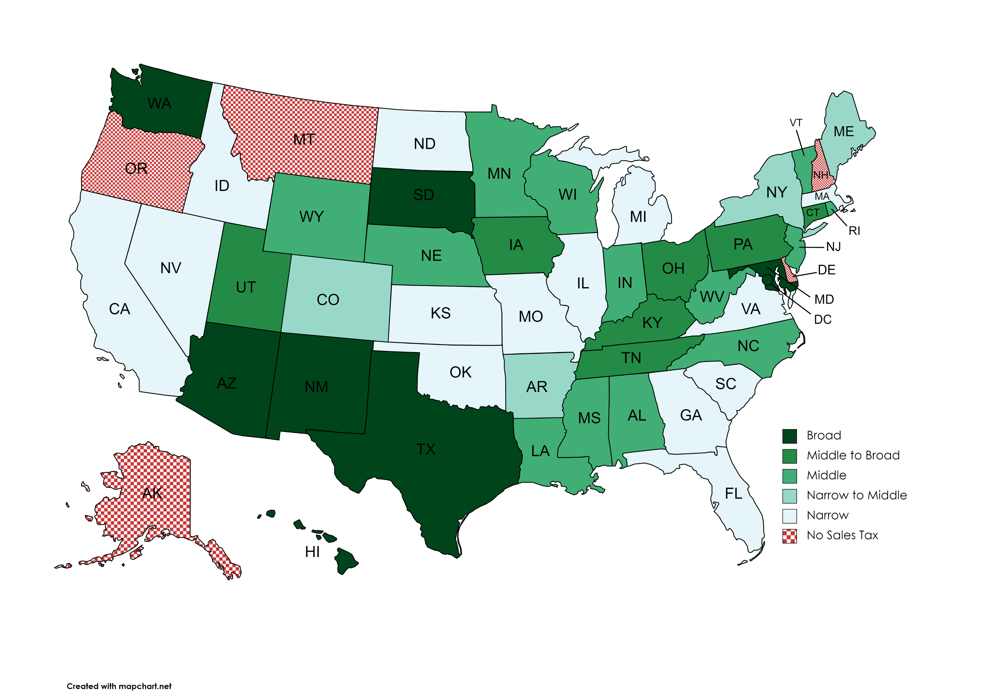 WA
MT
ND
MN
VT
ME
OR
ID
SD
WI
NH
NY
MA
WY
MI
CT
RI
IA
PA
NJ
NE
NV
OH
DE
UT
IL
IN
CO
WV
MD
CA
KS
MO
VA
DC
KY
NC
TN
OK
AZ
NM
AR
SC
MS
AL
GA
TX
LA
Broad
Middle to Broad
Middle
AK
FL
Narrow to Middle
Narrow
No Sales Tax
HI
Created with mapchart.net